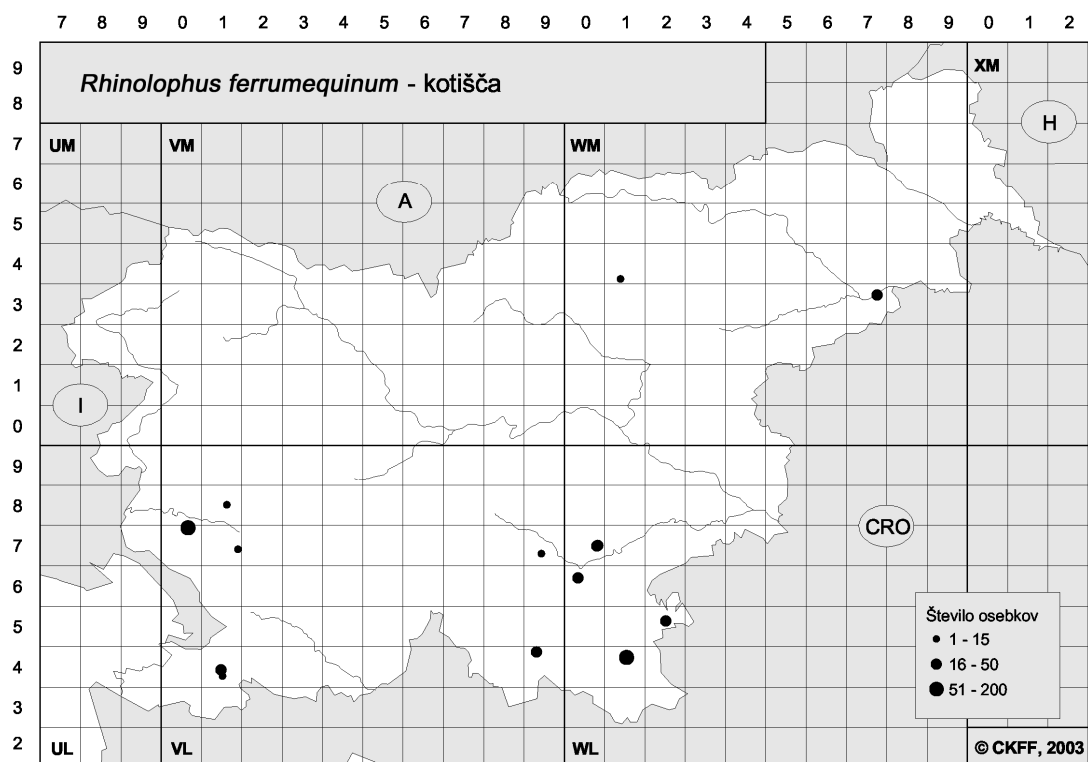 7 8 9 0 1 2 3 4 5 6 7 8 9 0 1 2 3 4 5 6 7 8 9 0 1 2
9
Rhinolophus ferrumequinum - kotišča
XM
8
H
7
UM VM WM
6
A
5
4
3
2
1
I
0
9
8
CRO
7
6
5
Število osebkov
1 - 15
4
16 - 50
51 - 200
3
2
UL VL WL © CKFF, 2003